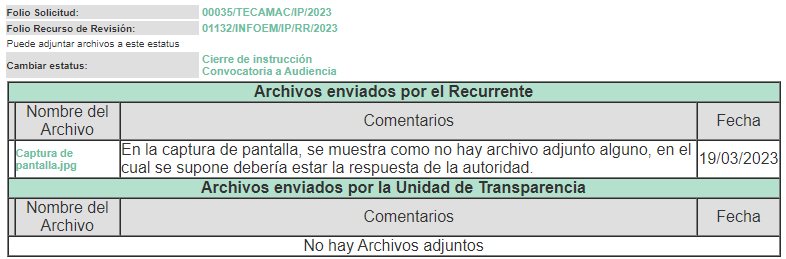 Folio Solicitud: 00035/TECAMAC/IP/2023
Folio Recurso de Revisión: 01132/INFOEM/IP/RR/2023
Puede adjuntar archivos a este estatus
Cambiar estatus: Cierre de instrucción
Convocatoria a Audiencia
Archivos enviados por el Recurrente
Nombre del
Archivo
Comentarios
Fecha
Captura de
pantalla.jpg
En la captura de pantalla, se muestra como no hay archivo adjunto alguno, en el
cual se supone debería estar la respuesta de la autoridad.
19/03/2023
Archivos enviados por la Unidad de Transparencia
Nombre del
Archivo
Comentarios
Fecha
No hay Archivos adjuntos